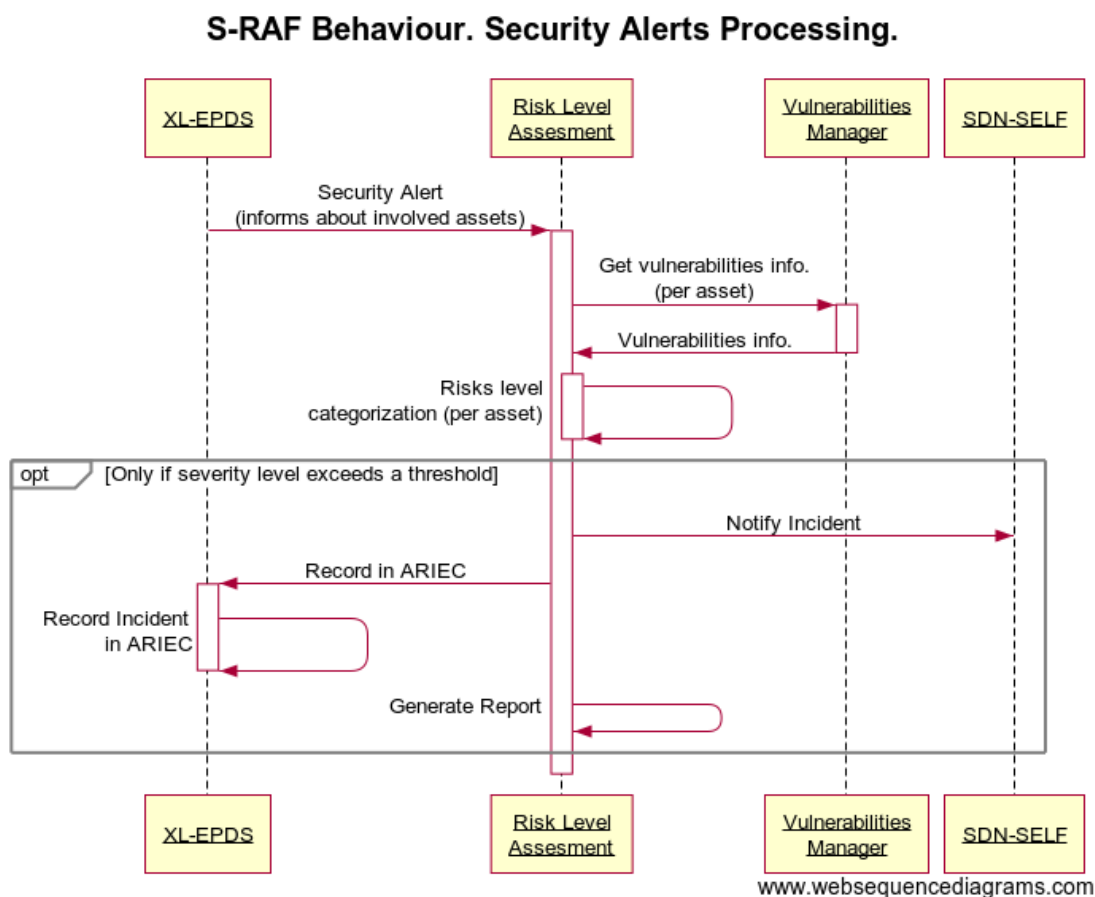 S-RAF Behaviour. Security Alerts Processing.
XL-EPDS
Risk Level
Assesment
Vulnerabilities
Manager
SDN-SELF
Security Alert
(informs about involved assets)
Get vulnerabilities info.
(per asset)
Vulnerabilities info.
Risks level
categorization (per asset)
opt
[Only if severity level exceeds a threshold]
Notify Incident
Record in ARIEC
Record Incident
in ARIEC
Generate Report
XL-EPDS
Risk Level
Assesment
Vulnerabilities
Manager
SDN-SELF
www.websequencediagrams.com